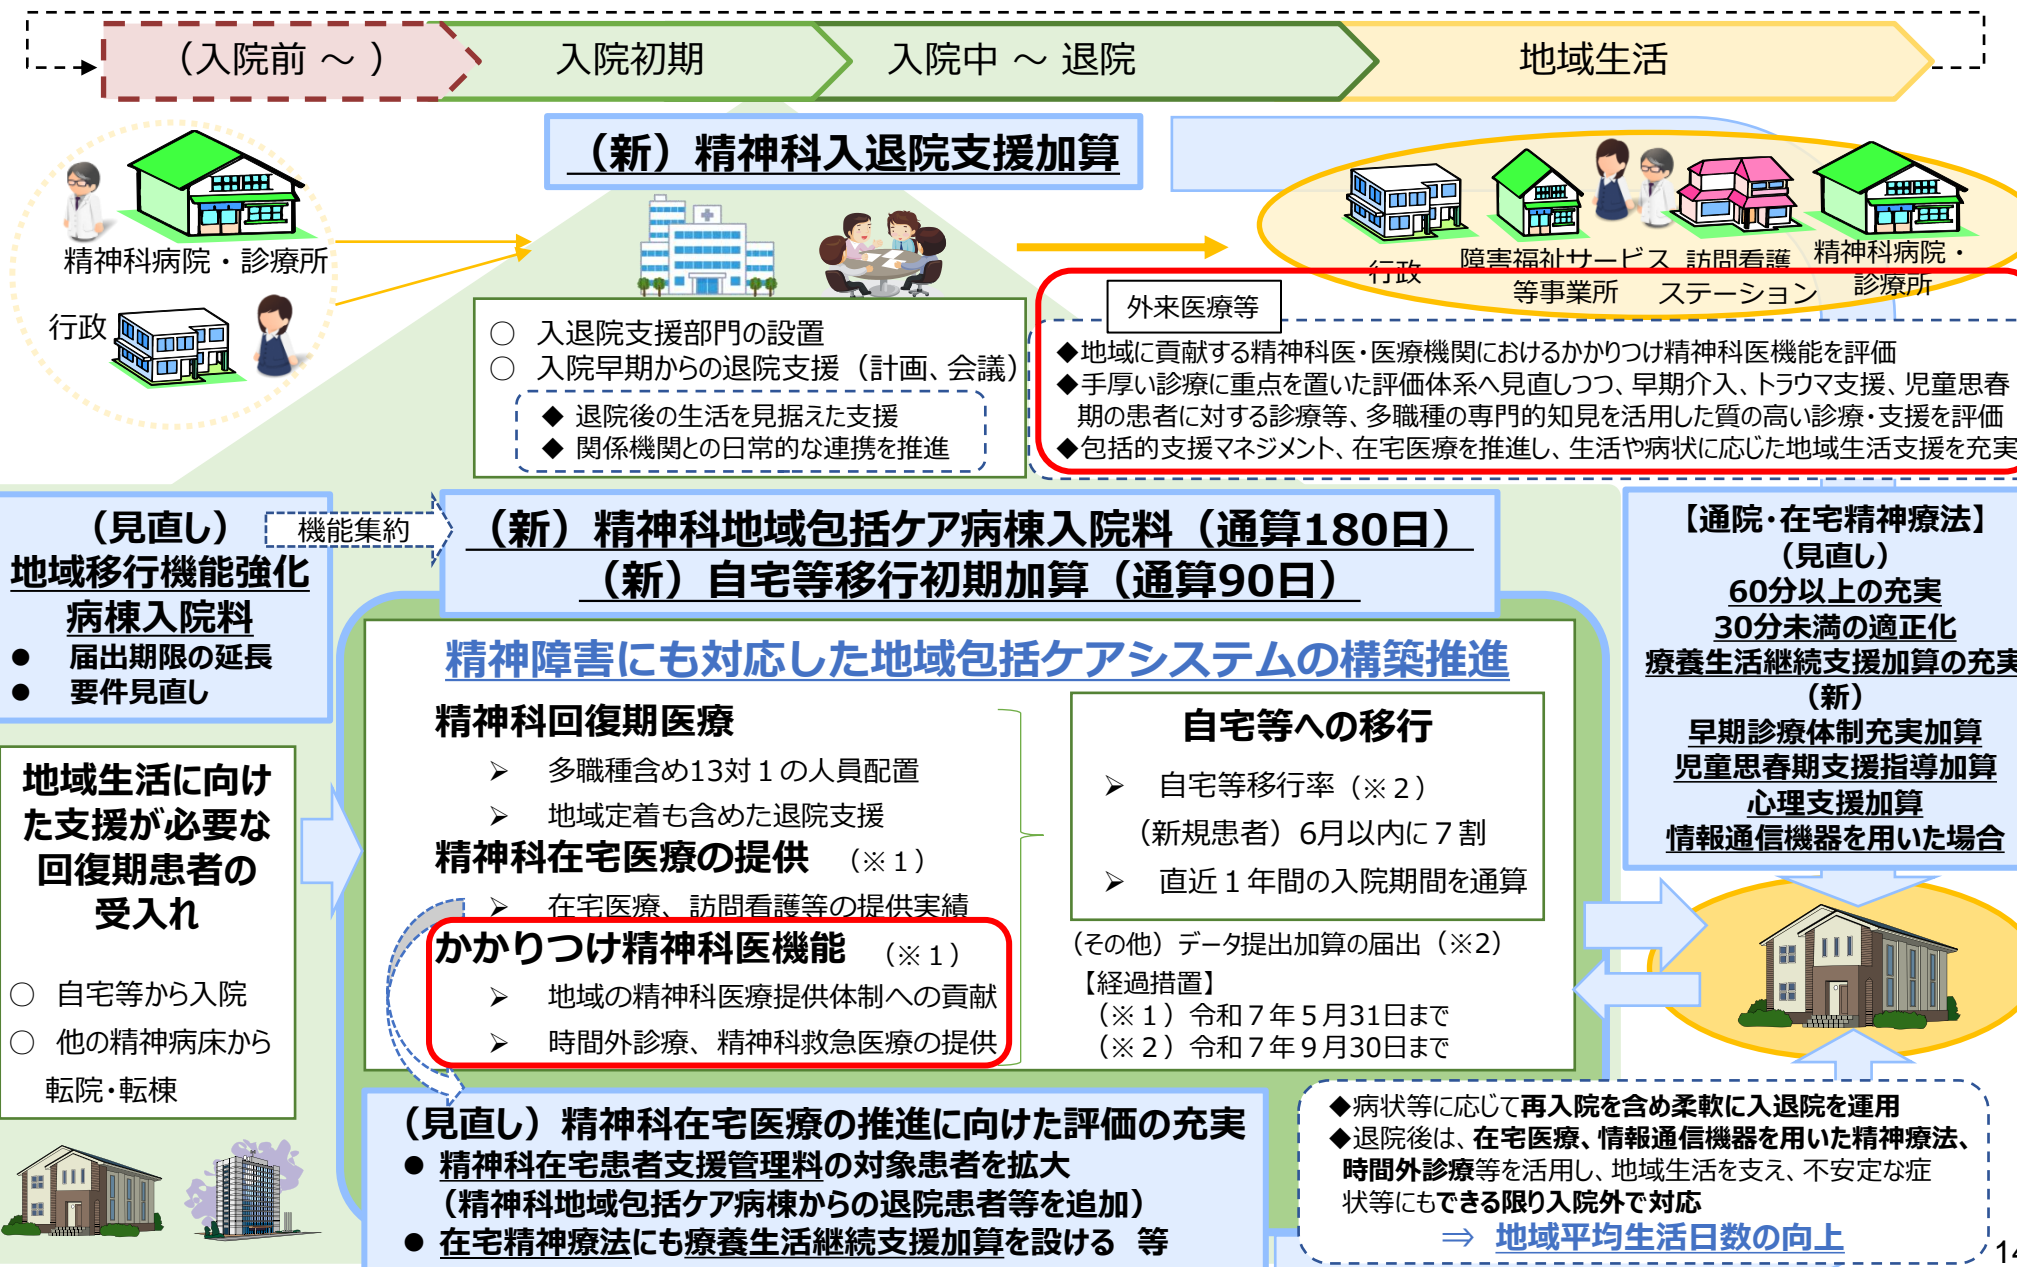 （入院前 ～ ）
入院初期
入院中 ～ 退院
地域生活
（新）精神科入退院支援加算
精神科病院・診療所
行政
○ 入退院支援部門の設置
○ 入院早期からの退院支援（計画、会議）
◆ 退院後の生活を見据えた支援
◆ 関係機関との日常的な連携を推進
行政
障害福祉サービス
等事業所
訪問看護
ステーション
精神科病院・
診療所
外来医療等
◆地域に貢献する精神科医・医療機関におけるかかりつけ精神科医機能を評価
◆手厚い診療に重点を置いた評価体系へ見直しつつ、早期介入、トラウマ支援、児童思春
期の患者に対する診療等、多職種の専門的知見を活用した質の高い診療・支援を評価
◆包括的支援マネジメント、在宅医療を推進し、生活や病状に応じた地域生活支援を充実
（見直し）
地域移行機能強化
病棟入院料
● 届出期限の延長
● 要件見直し
機能集約
（新）精神科地域包括ケア病棟入院料（通算180日）
（新）自宅等移行初期加算（通算90日）
精神障害にも対応した地域包括ケアシステムの構築推進
精神科回復期医療
➢ 多職種含め13対１の人員配置
➢ 地域定着も含めた退院支援
精神科在宅医療の提供 （※１）
➢ 在宅医療、訪問看護等の提供実績
かかりつけ精神科医機能 （※１）
➢ 地域の精神科医療提供体制への貢献
➢ 時間外診療、精神科救急医療の提供
自宅等への移行
➢ 自宅等移行率（※２）
（新規患者）6月以内に７割
➢ 直近１年間の入院期間を通算
（その他）データ提出加算の届出（※2）
【経過措置】
（※１）令和７年５月31日まで
（※２）令和７年９月30日まで
地域生活に向け
た支援が必要な
回復期患者の
受入れ
○ 自宅等から入院
○ 他の精神病床から
転院・転棟
（見直し）精神科在宅医療の推進に向けた評価の充実
● 精神科在宅患者支援管理料の対象患者を拡大
（精神科地域包括ケア病棟からの退院患者等を追加）
● 在宅精神療法にも療養生活継続支援加算を設ける 等
【通院・在宅精神療法】
（見直し）
60分以上の充実
30分未満の適正化
療養生活継続支援加算の充実
（新）
早期診療体制充実加算
児童思春期支援指導加算
心理支援加算
情報通信機器を用いた場合
◆病状等に応じて再入院を含め柔軟に入退院を運用
◆退院後は、在宅医療、情報通信機器を用いた精神療法、
時間外診療等を活用し、地域生活を支え、不安定な症
状等にもできる限り入院外で対応
⇒ 地域平均生活日数の向上
14